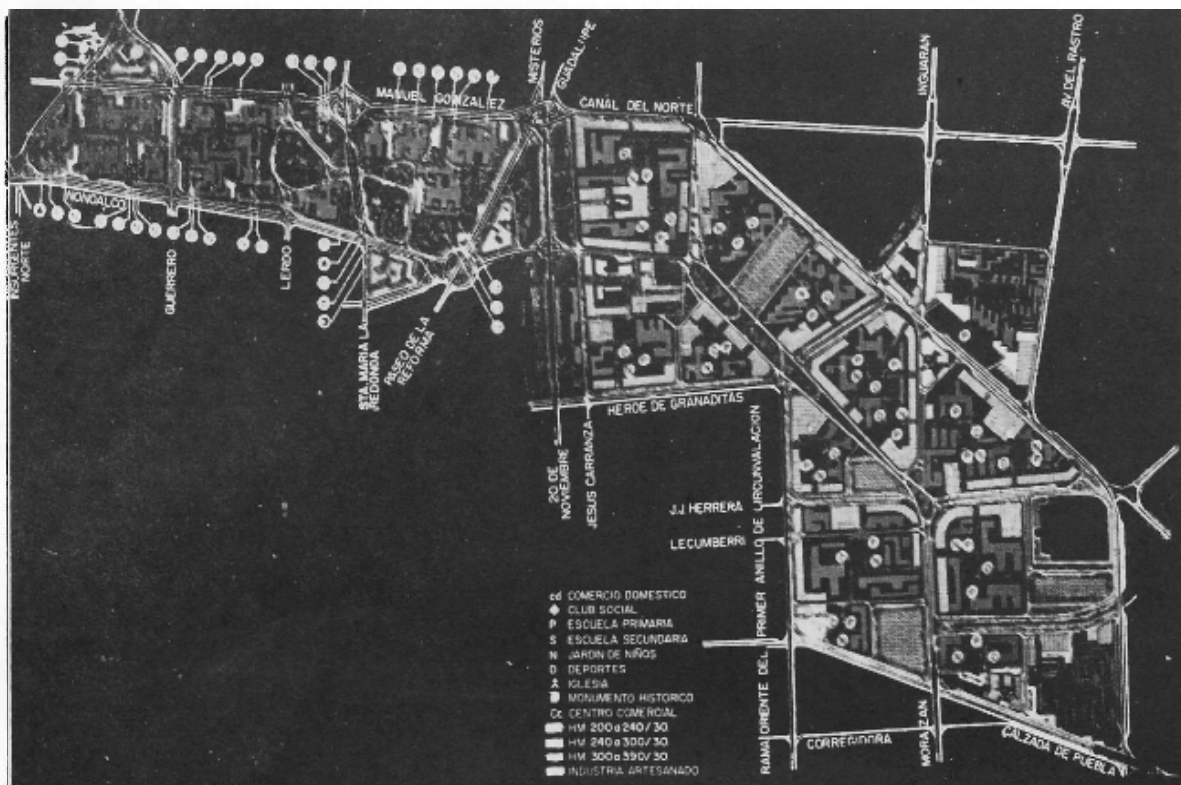 MISTERIOS
GUADALUPE
INGUARAN
AV. DEL RASTRO
MANUEL GONZALEZ
CANAL DEL NORTE
NONOALCO
INSURGENTES
NORTE
GUERRERO
LERDO
STA. MARIA LA
REDONDA
PASEO DE LA
REFORMA
HEROE DE GRANADITAS
20 DE
NOVIEMBRE
JESUS CARRANZA
J.J. HERRERA
LECUMBERRI
RAMA ORIENTE DEL PRIMER ANILLO DE CIRCUNVALACION
cd COMERCIO DOMESTICO
CLUB SOCIAL
P ESCUELA PRIMARIA
S ESCUELA SECUNDARIA
N JARDIN DE NIÑOS
D DEPORTES
IGLESIA
MONUMENTO HISTORICO
Cc CENTRO COMERCIAL
HM 200 a 240/30
HM 240 a 300/30
HM 300 a 390/30
INDUSTRIA ARTESANADO
CORREGIDORA
MORAZAN
CALZADA DE PUEBLA